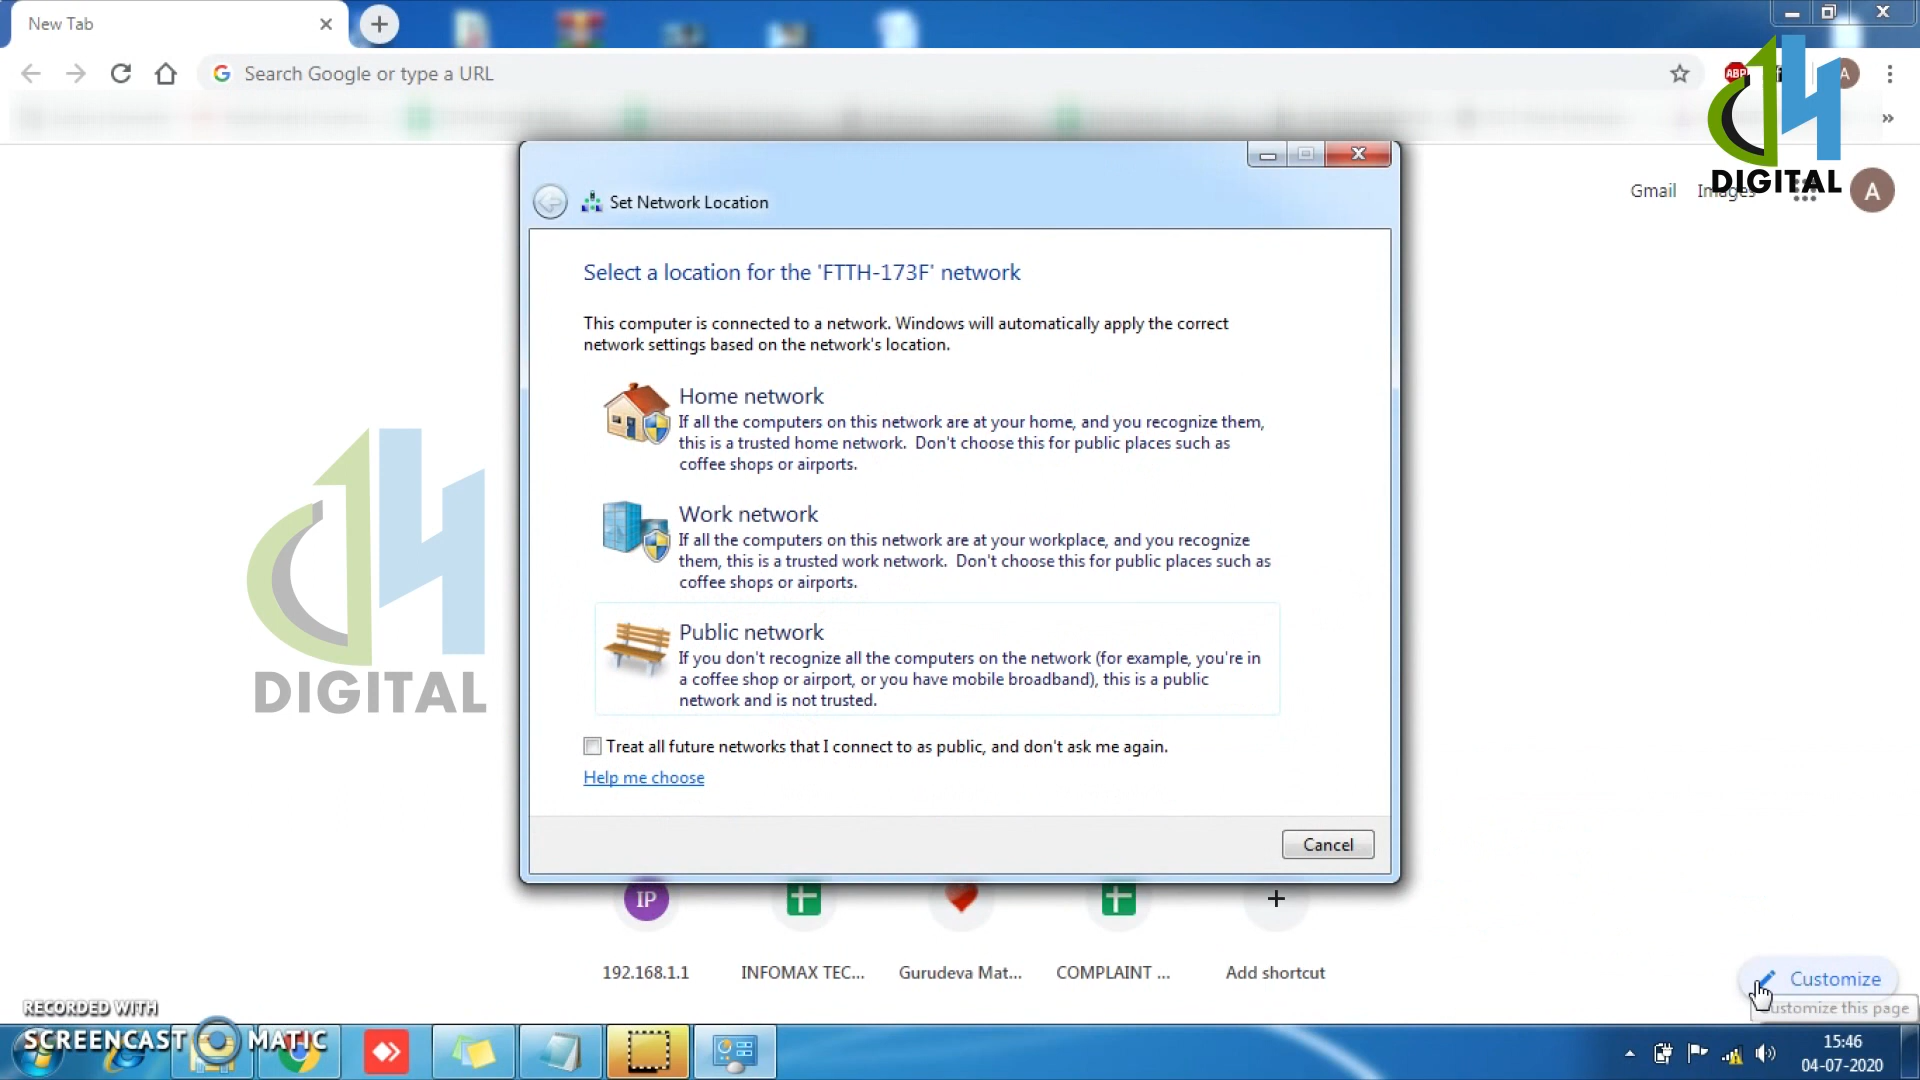 New Tab
Search Google or type a URL
ABP
A
Gmail
Images
A
DIGITAL
Set Network Location
Select a location for the 'FTTH-173F' network
This computer is connected to a network. Windows will automatically apply the correct
network settings based on the network's location.
Home network
If all the computers on this network are at your home, and you recognize them,
this is a trusted home network. Don't choose this for public places such as
coffee shops or airports.
Work network
If all the computers on this network are at your workplace, and you recognize
them, this is a trusted work network. Don't choose this for public places such as
coffee shops or airports.
Public network
If you don't recognize all the computers on the network (for example, you're in
a coffee shop or airport, or you have mobile broadband), this is a public
network and is not trusted.
DIGITAL
Treat all future networks that I connect to as public, and don't ask me again.
Help me choose
Cancel
IP
192.168.1.1
INFOMAX TEC...
Gurudeva Mat...
COMPLAINT ...
Add shortcut
Customize
ustomize this page
RECORDED WITH
SCREENCAST MATIC
15:46
04-07-2020